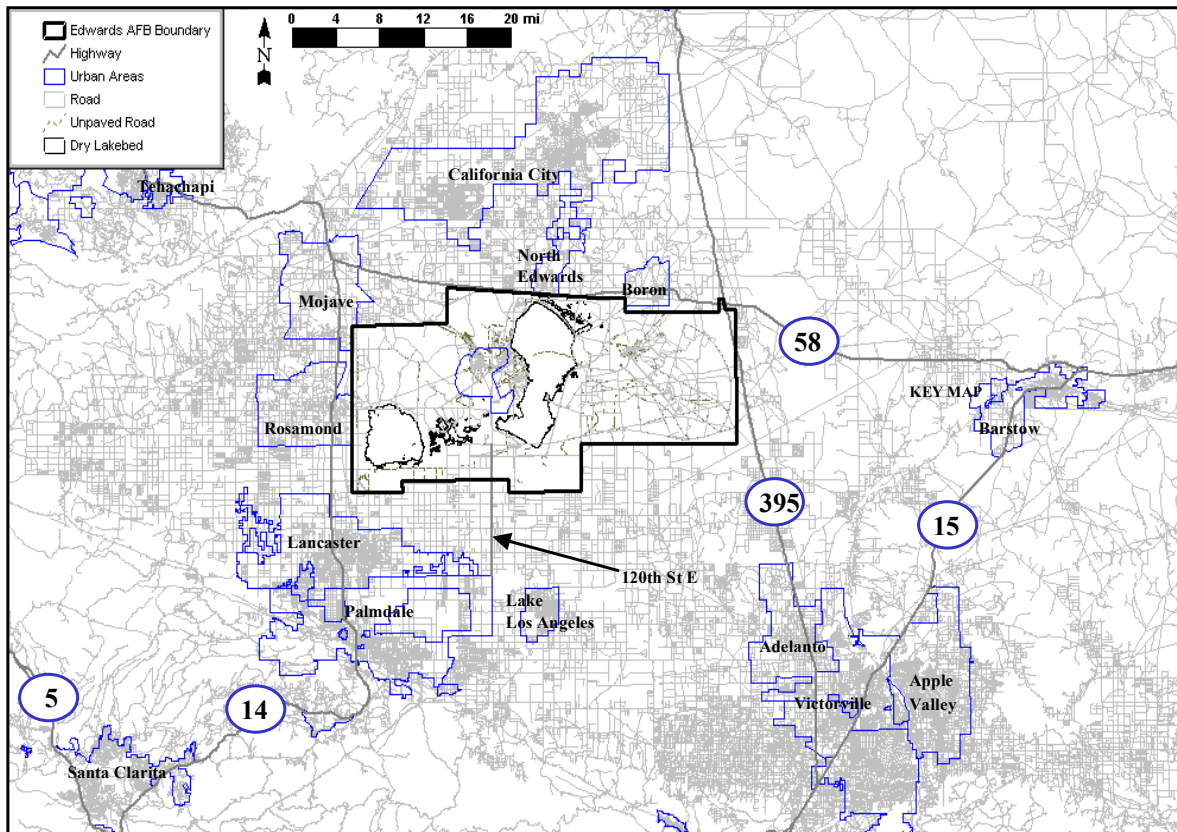 0 4 8 12 16 20 mi
Edwards AFB Boundary
Highway
Urban Areas
Road
Unpaved Road
Dry Lakebed
N
Tehachapi
California City
North
Edwards
Boron
Mojave
58
KEY MAP
Barstow
Rosamond
395
15
Lancaster
120th St E
Palmdale
Lake
Los Angeles
Adelanto
5
14
Victorville
Apple
Valley
Santa Clarita